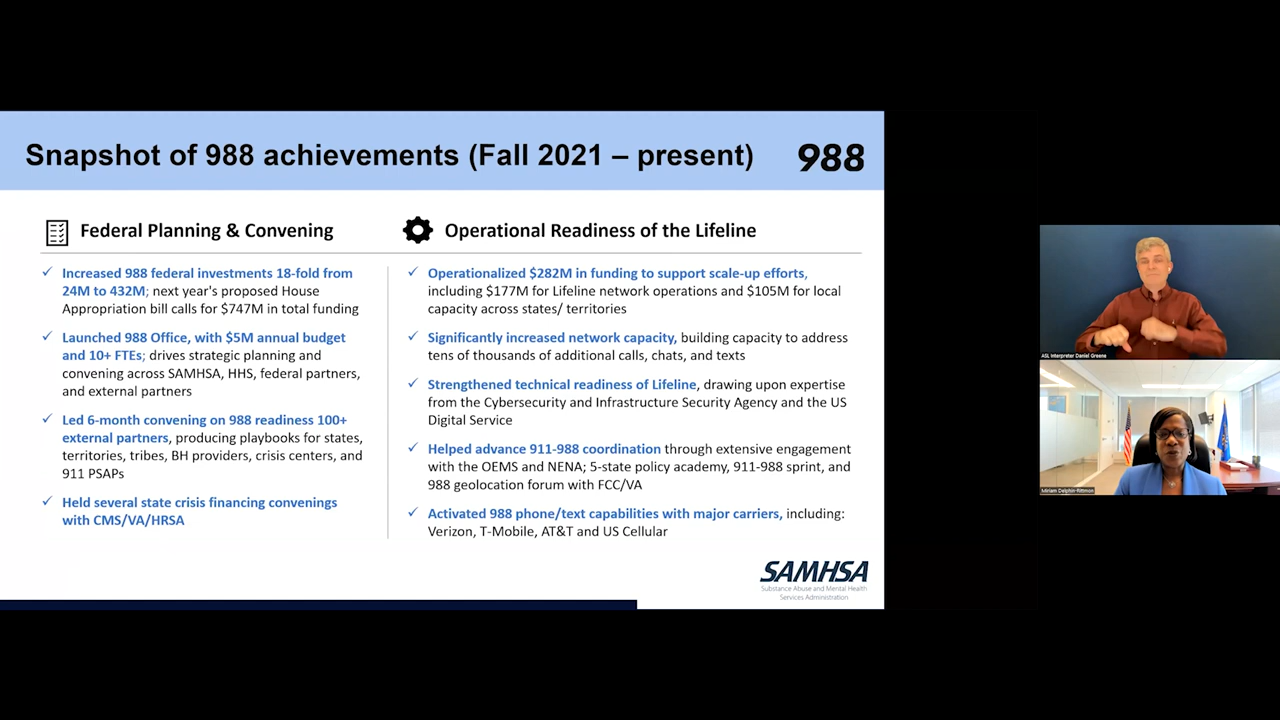 Snapshot of 988 achievements (Fall 2021 – present)
988
Federal Planning & Convening
Increased 988 federal investments 18-fold from
24M to 432M; next year's proposed House
Appropriation bill calls for $747M in total funding
Launched 988 Office, with $5M annual budget
and 10+ FTEs; drives strategic planning and
convening across SAMHSA, HHS, federal partners,
and external partners
Led 6-month convening on 988 readiness 100+
external partners, producing playbooks for states,
territories, tribes, BH providers, crisis centers, and
911 PSAPs
Held several state crisis financing convenings
with CMS/VA/HRSA
Operational Readiness of the Lifeline
Operationalized $282M in funding to support scale-up efforts,
including $177M for Lifeline network operations and $105M for local
capacity across states/ territories
Significantly increased network capacity, building capacity to address
tens of thousands of additional calls, chats, and texts
Strengthened technical readiness of Lifeline, drawing upon expertise
from the Cybersecurity and Infrastructure Security Agency and the US
Digital Service
Helped advance 911-988 coordination through extensive engagement
with the OEMS and NENA; 5-state policy academy, 911-988 sprint, and
988 geolocation forum with FCC/VA
Activated 988 phone/text capabilities with major carriers, including:
Verizon, T-Mobile, AT&T and US Cellular
SAMHSA
Substance Abuse and Mental Health
Services Administration
ASL Interpreter Daniel Greene
Miriam Delphin-Rittmon